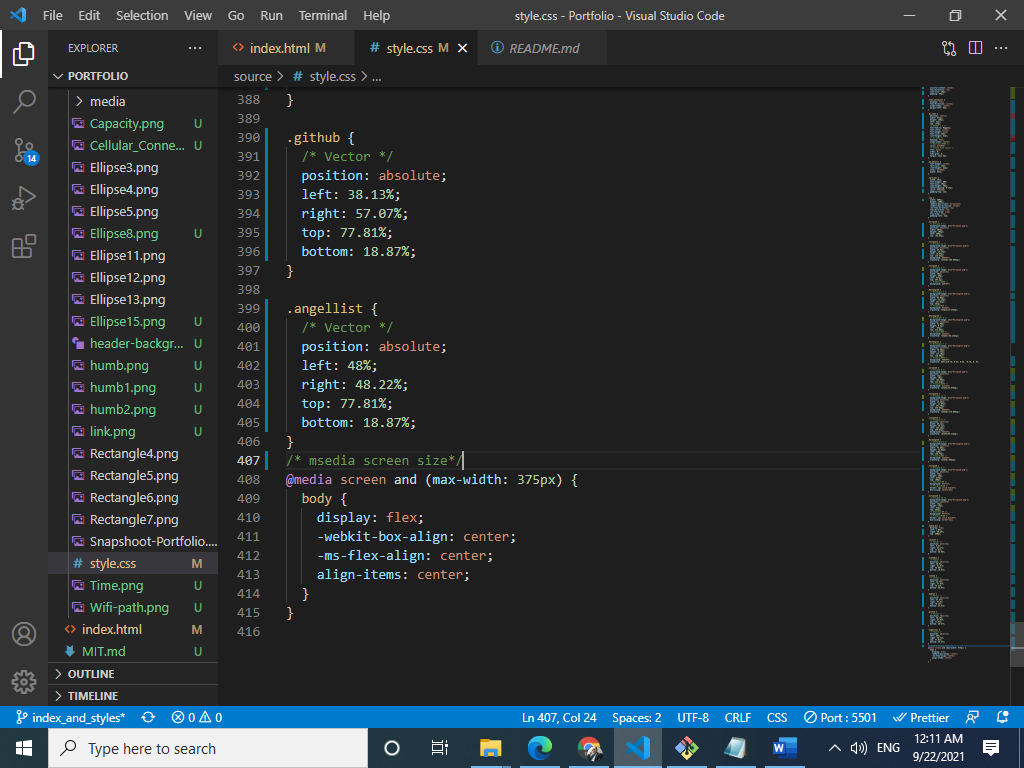 File Edit Selection View Go Run Terminal Help style.css - Portfolio - Visual Studio Code
EXPLORER
index.html M
style.css M
README.md
PORTFOLIO
source > style.css > ...
media
Capacity.png U
Cellular_Conne... U
Ellipse3.png
Ellipse4.png
Ellipse5.png
Ellipse8.png U
Ellipse11.png
Ellipse12.png
Ellipse13.png
Ellipse15.png U
header-backgr... U
humb.png U
humb1.png U
humb2.png U
link.png U
Rectangle4.png
Rectangle5.png
Rectangle6.png
Rectangle7.png
Snapshoot-Portfolio....
style.css M
Time.png U
Wifi-path.png U
index.html M
MIT.md U
OUTLINE
TIMELINE
14
388 }
389
390 .github {
391 /* Vector */
392 position: absolute;
393 left: 38.13%;
394 right: 57.07%;
395 top: 77.81%;
396 bottom: 18.87%;
397 }
398
399 .angellist {
400 /* Vector */
401 position: absolute;
402 left: 48%;
403 right: 48.22%;
404 top: 77.81%;
405 bottom: 18.87%;
406 }
407 /* msedia screen size*/
408 @media screen and (max-width: 375px) {
409 body {
410 display: flex;
411 -webkit-box-align: center;
412 -ms-flex-align: center;
413 align-items: center;
414 }
415 }
416
index_and_styles* 0 0 Ln 407, Col 24 Spaces: 2 UTF-8 CRLF CSS Port : 5501 Prettier
Type here to search
ENG
12:11 AM
9/22/2021